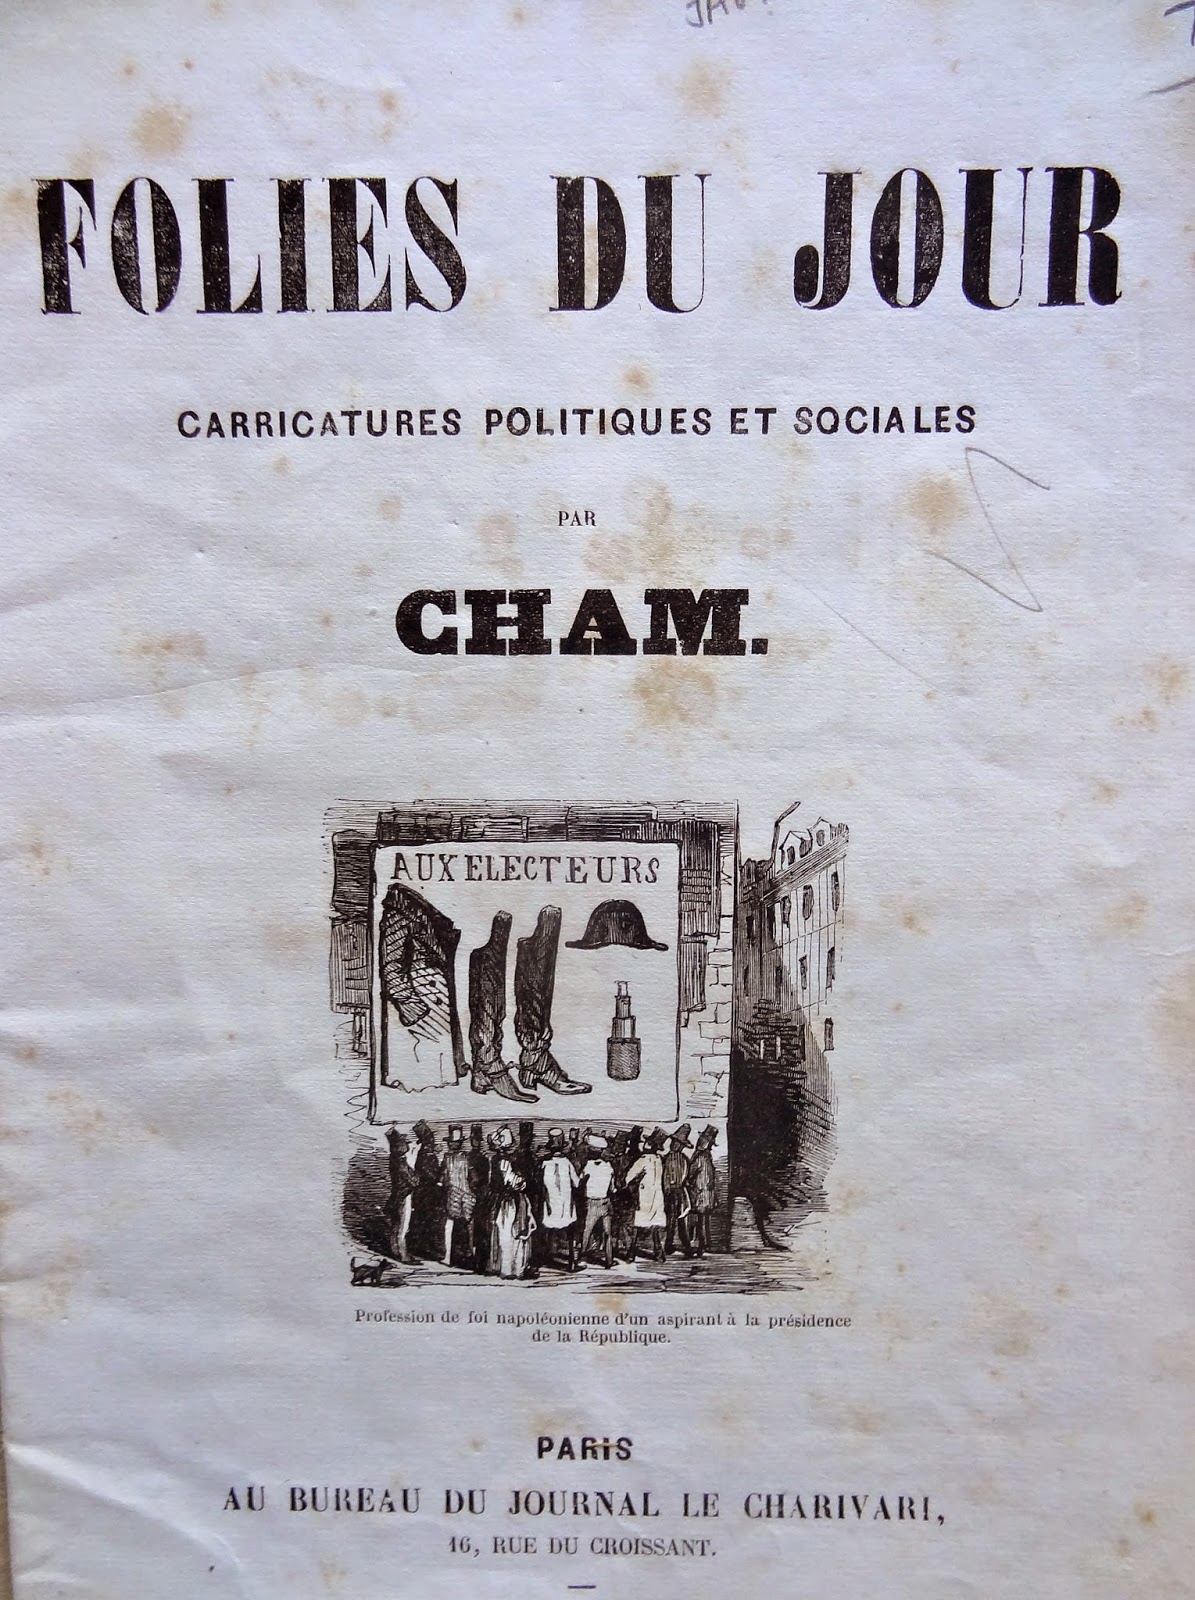 FOLIES DU JOUR
CARRICATURES POLITIQUES ET SOCIALES
PAR
CHAM.
AUX ELECTEURS
Profession de foi napoléonienne d'un aspirant à la présidence
de la République.
PARIS
AU BUREAU DU JOURNAL LE CHARIVARI,
16, RUE DU CROISSANT.